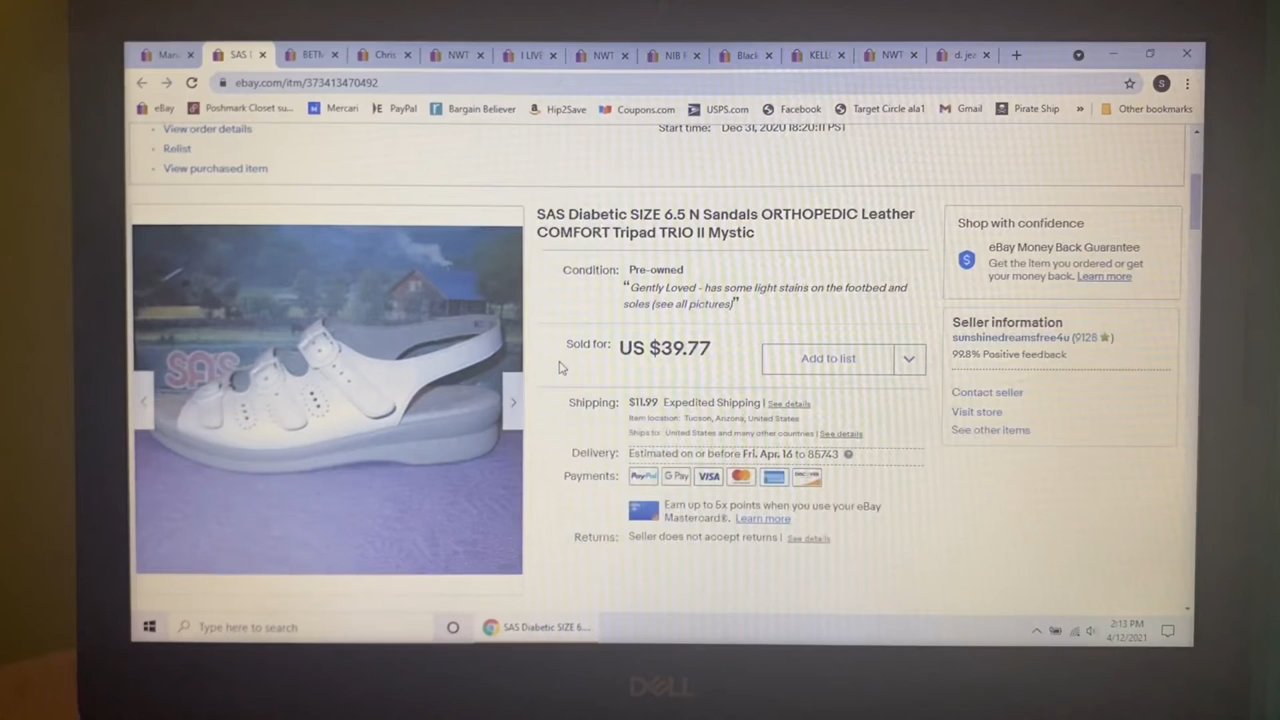 Mari
SAS |
BETM
Chris
NWT
I LIVE
NWT
NIB F
Black
KELL
NWT
d. jea
ebay.com/itm/373413470492
S
eBay
Poshmark Closet su...
Mercari
PayPal
Bargain Believer
Hip2Save
Coupons.com
USPS.com
Facebook
Target Circle ala1
Gmail
Pirate Ship
»
Other bookmarks
View order details
Relist
View purchased item
Start time: Dec 31, 2020 18:20:11 PST
SAS Diabetic SIZE 6.5 N Sandals ORTHOPEDIC Leather
COMFORT Tripad TRIO II Mystic
Condition: Pre-owned
"Gently Loved - has some light stains on the footbed and
soles (see all pictures)"
Sold for: US $39.77
Add to list
Shipping: $11.99 Expedited Shipping | See details
Item location: Tucson, Arizona, United States
Ships to: United States and many other countries | See details
Delivery: Estimated on or before Fri. Apr. 16 to 85743
Payments: PayPal G Pay VISA
Earn up to 5x points when you use your eBay
Mastercard®. Learn more
Returns: Seller does not accept returns | See details
Shop with confidence
eBay Money Back Guarantee
Get the item you ordered or get
your money back. Learn more
Seller information
sunshinedreamsfree4u (9128)
99.8% Positive feedback
Contact seller
Visit store
See other items
SAS
Type here to search
SAS Diabetic SIZE 6...
2:13 PM
4/12/2021
DELL